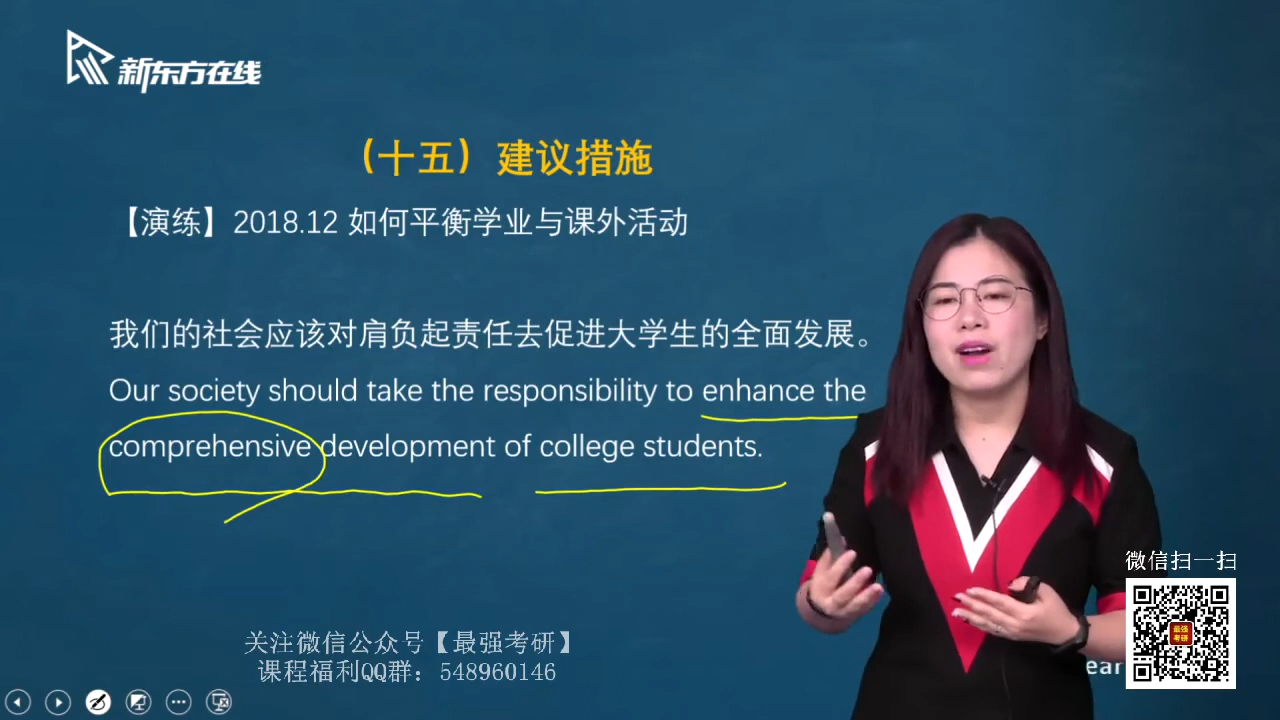 新东方在线
（十五）建议措施
【演练】2018.12 如何平衡学业与课外活动
我们的社会应该对肩负起责任去促进大学生的全面发展。
Our society should take the responsibility to enhance the
comprehensive development of college students.
微信扫一扫
最强
考研
关注微信公众号【最强考研】
课程福利QQ群：548960146